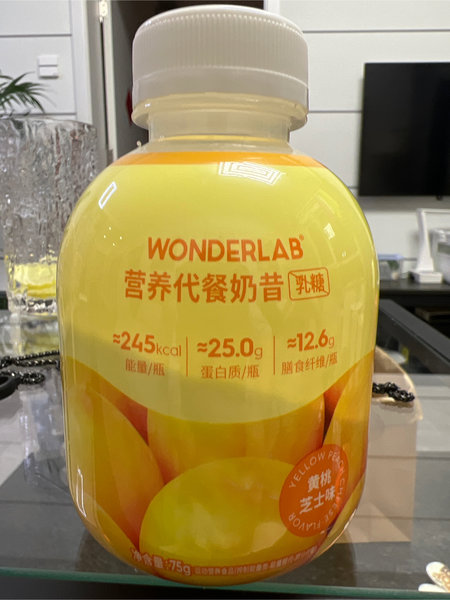 WONDERLAB®
营养代餐奶昔 乳糖
≈245kcal ≈25.0g ≈12.6g
能量/瓶 蛋白质/瓶 膳食纤维/瓶
YELLOW PEACH CHEESE FLAVOR
黄桃
芝士味
净含量:75g